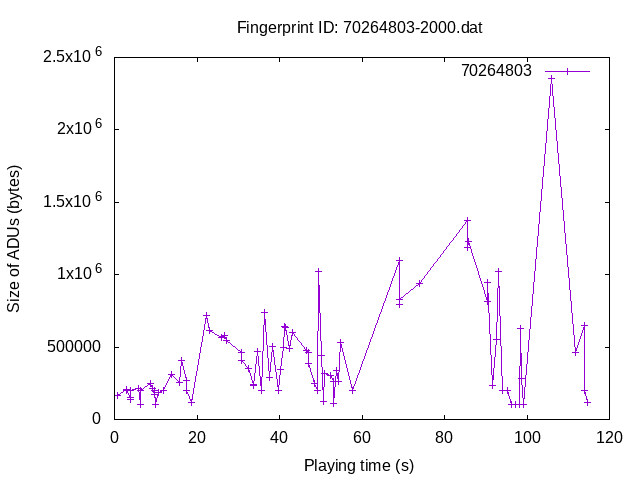 Fingerprint ID: 70264803-2000.dat
2.5x10^6
70264803
2x10^6
1.5x10^6
1x10^6
500000
0
Size of ADUs (bytes)
0 20 40 60 80 100 120
Playing time (s)